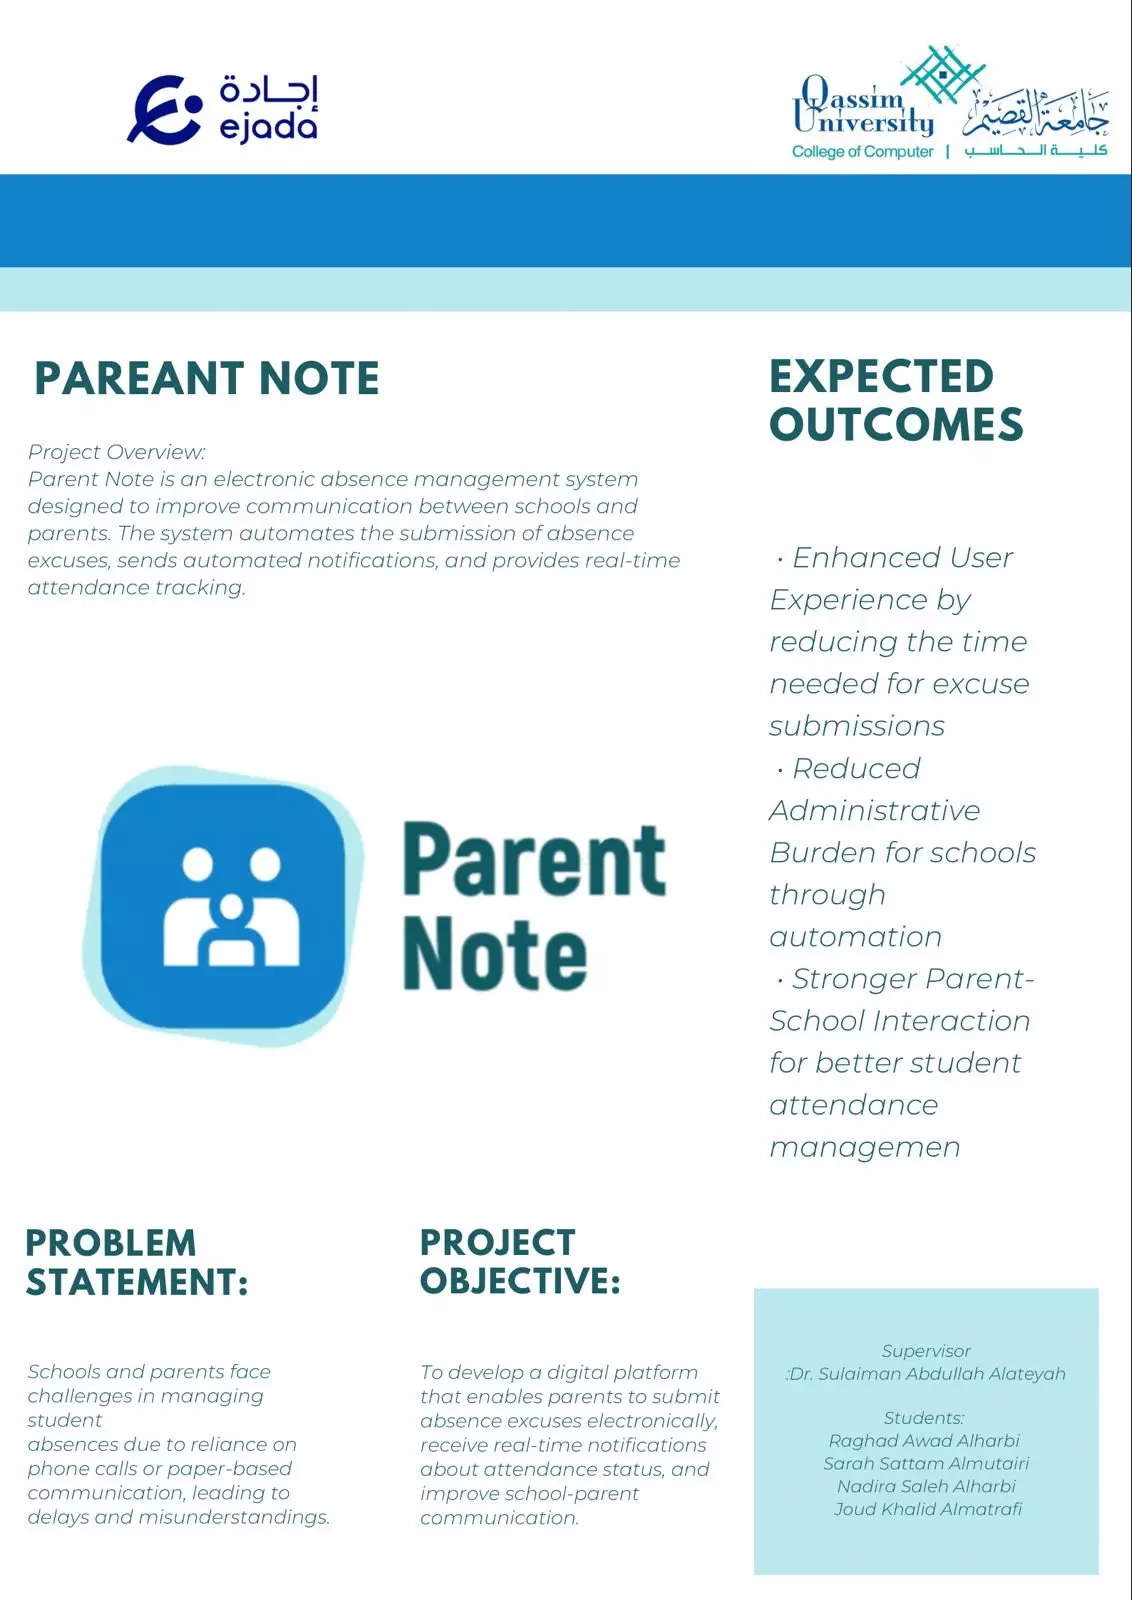 إجادة
ejada
Qassim
University
جامعة القصيم
College of Computer | كلية الحاسب
PAREANT NOTE
Project Overview:
Parent Note is an electronic absence management system
designed to improve communication between schools and
parents. The system automates the submission of absence
excuses, sends automated notifications, and provides real-time
attendance tracking.
Parent
Note
EXPECTED
OUTCOMES
• Enhanced User
Experience by
reducing the time
needed for excuse
submissions
• Reduced
Administrative
Burden for schools
through
automation
• Stronger Parent-
School Interaction
for better student
attendance
managemen
PROBLEM
STATEMENT:
Schools and parents face
challenges in managing
student
absences due to reliance on
phone calls or paper-based
communication, leading to
delays and misunderstandings.
PROJECT
OBJECTIVE:
To develop a digital platform
that enables parents to submit
absence excuses electronically,
receive real-time notifications
about attendance status, and
improve school-parent
communication.
Supervisor
:Dr. Sulaiman Abdullah Alateyah
Students:
Raghad Awad Alharbi
Sarah Sattam Almutairi
Nadira Saleh Alharbi
Joud Khalid Almatrafi